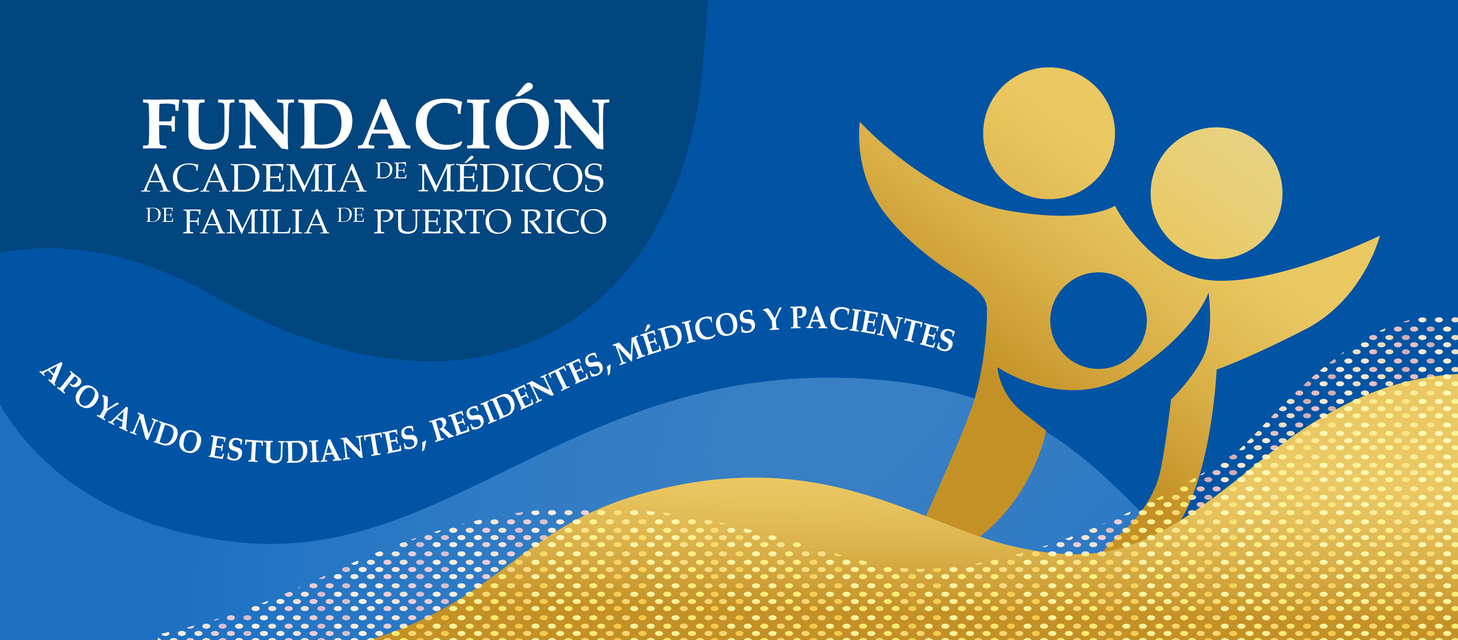 FUNDACIÓN
ACADEMIA DE MÉDICOS
DE FAMILIA DE PUERTO RICO
APOYANDO ESTUDIANTES, RESIDENTES, MÉDICOS Y PACIENTES